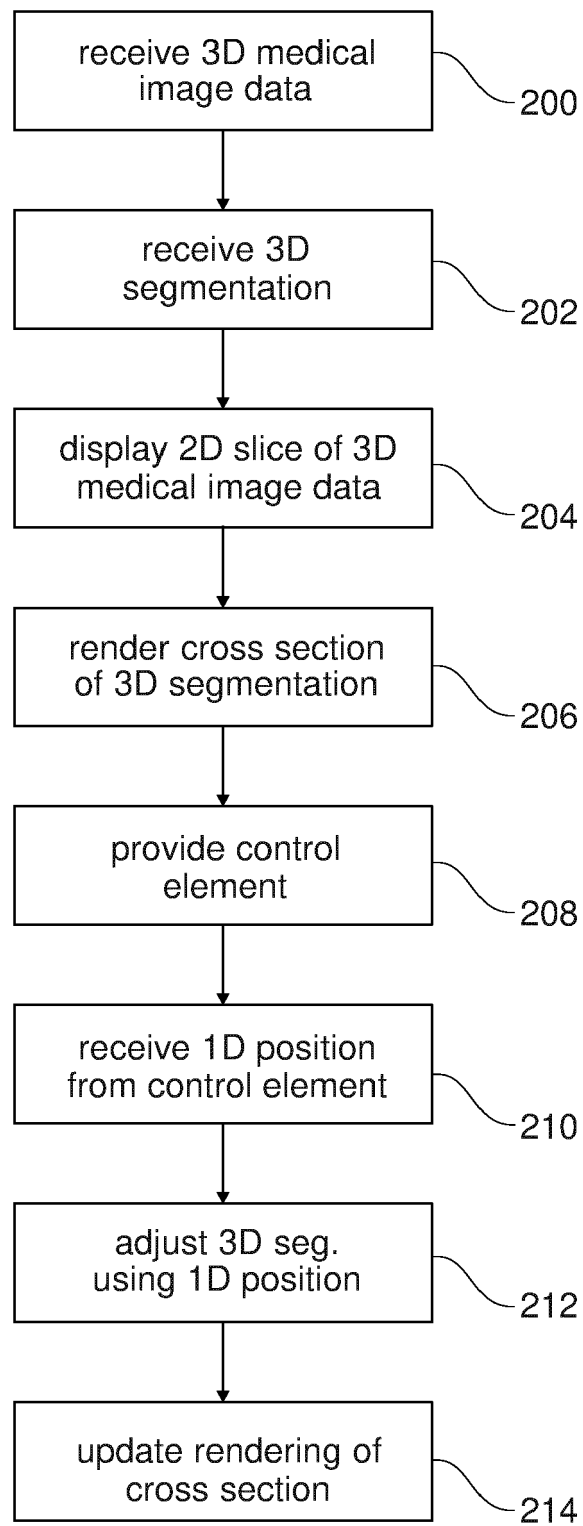 receive 3D medical
image data
200
receive 3D
segmentation
202
display 2D slice of 3D
medical image data
204
render cross section
of 3D segmentation
206
provide control
element
208
receive 1D position
from control element
210
adjust 3D seg.
using 1D position
212
update rendering of
cross section
214